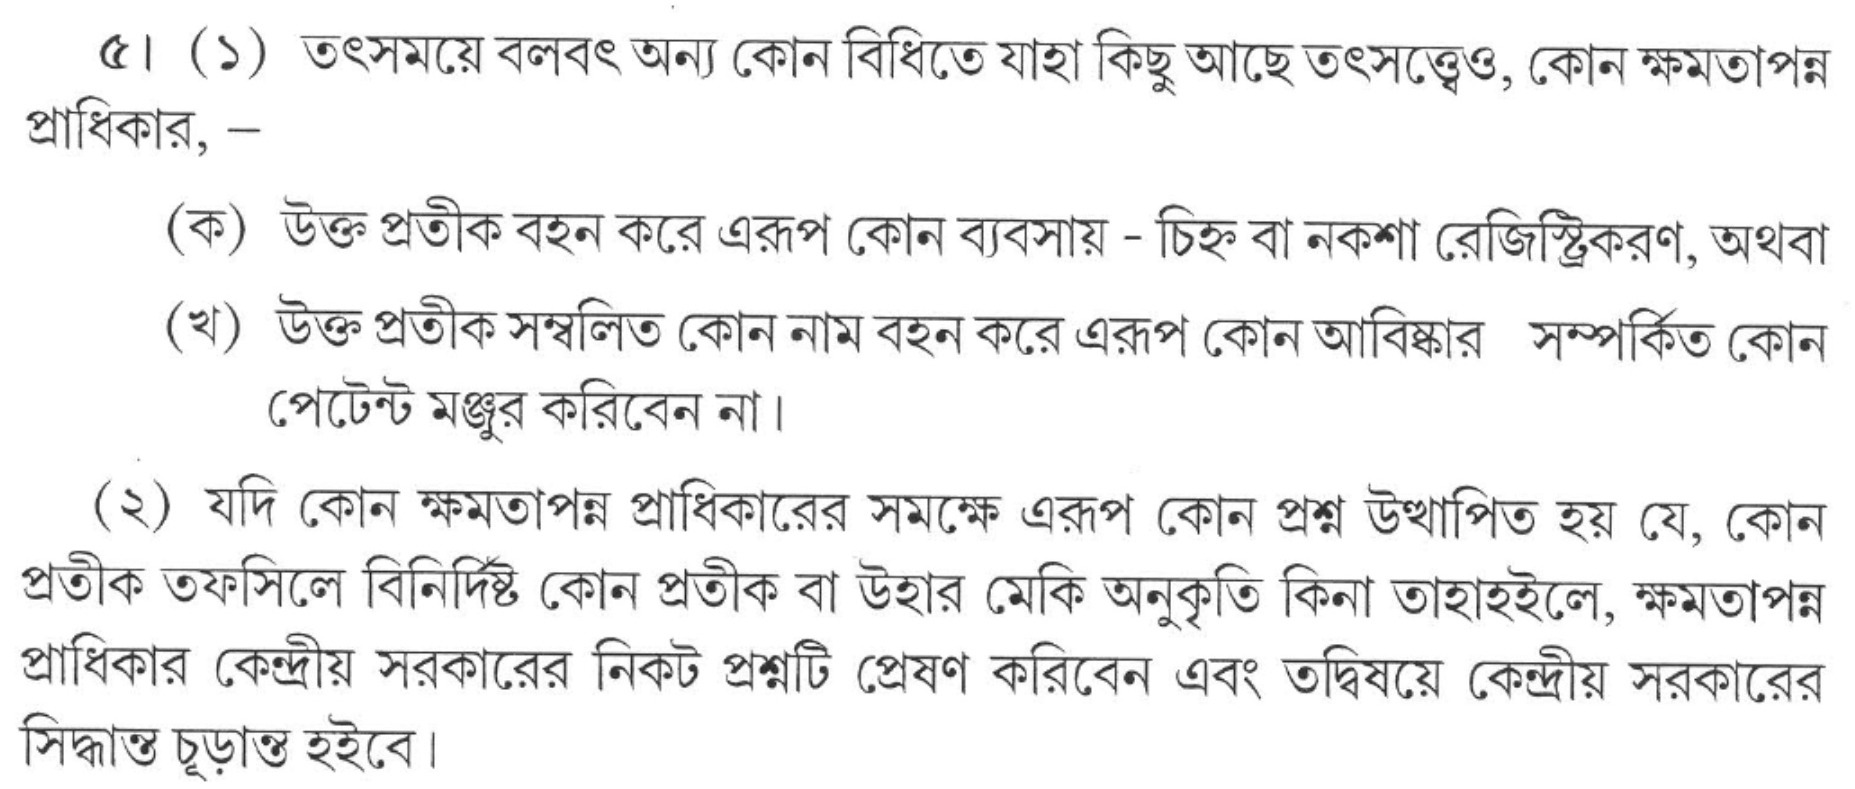 ৫। (১) তৎসময়ে বলবৎ অন্য কোন বিধিতে যাহা কিছু আছে তৎসত্ত্বেও, কোন ক্ষমতাপন্ন
প্রাধিকার, –
(ক) উক্ত প্রতীক বহন করে এরূপ কোন ব্যবসায় - চিহ্ন বা নকশা রেজিস্ট্রিকরণ, অথবা
(খ) উক্ত প্রতীক সম্বলিত কোন নাম বহন করে এরূপ কোন আবিষ্কার সম্পর্কিত কোন
পেটেন্ট মঞ্জুর করিবেন না।
(২) যদি কোন ক্ষমতাপন্ন প্রাধিকারের সমক্ষে এরূপ কোন প্রশ্ন উত্থাপিত হয় যে, কোন
প্রতীক তফসিলে বিনির্দিষ্ট কোন প্রতীক বা উহার মেকি অনুকৃতি কিনা তাহাহইলে, ক্ষমতাপন্ন
প্রাধিকার কেন্দ্রীয় সরকারের নিকট প্রশ্নটি প্রেষণ করিবেন এবং তদ্বিষয়ে কেন্দ্রীয় সরকারের
সিদ্ধান্ত চূড়ান্ত হইবে।